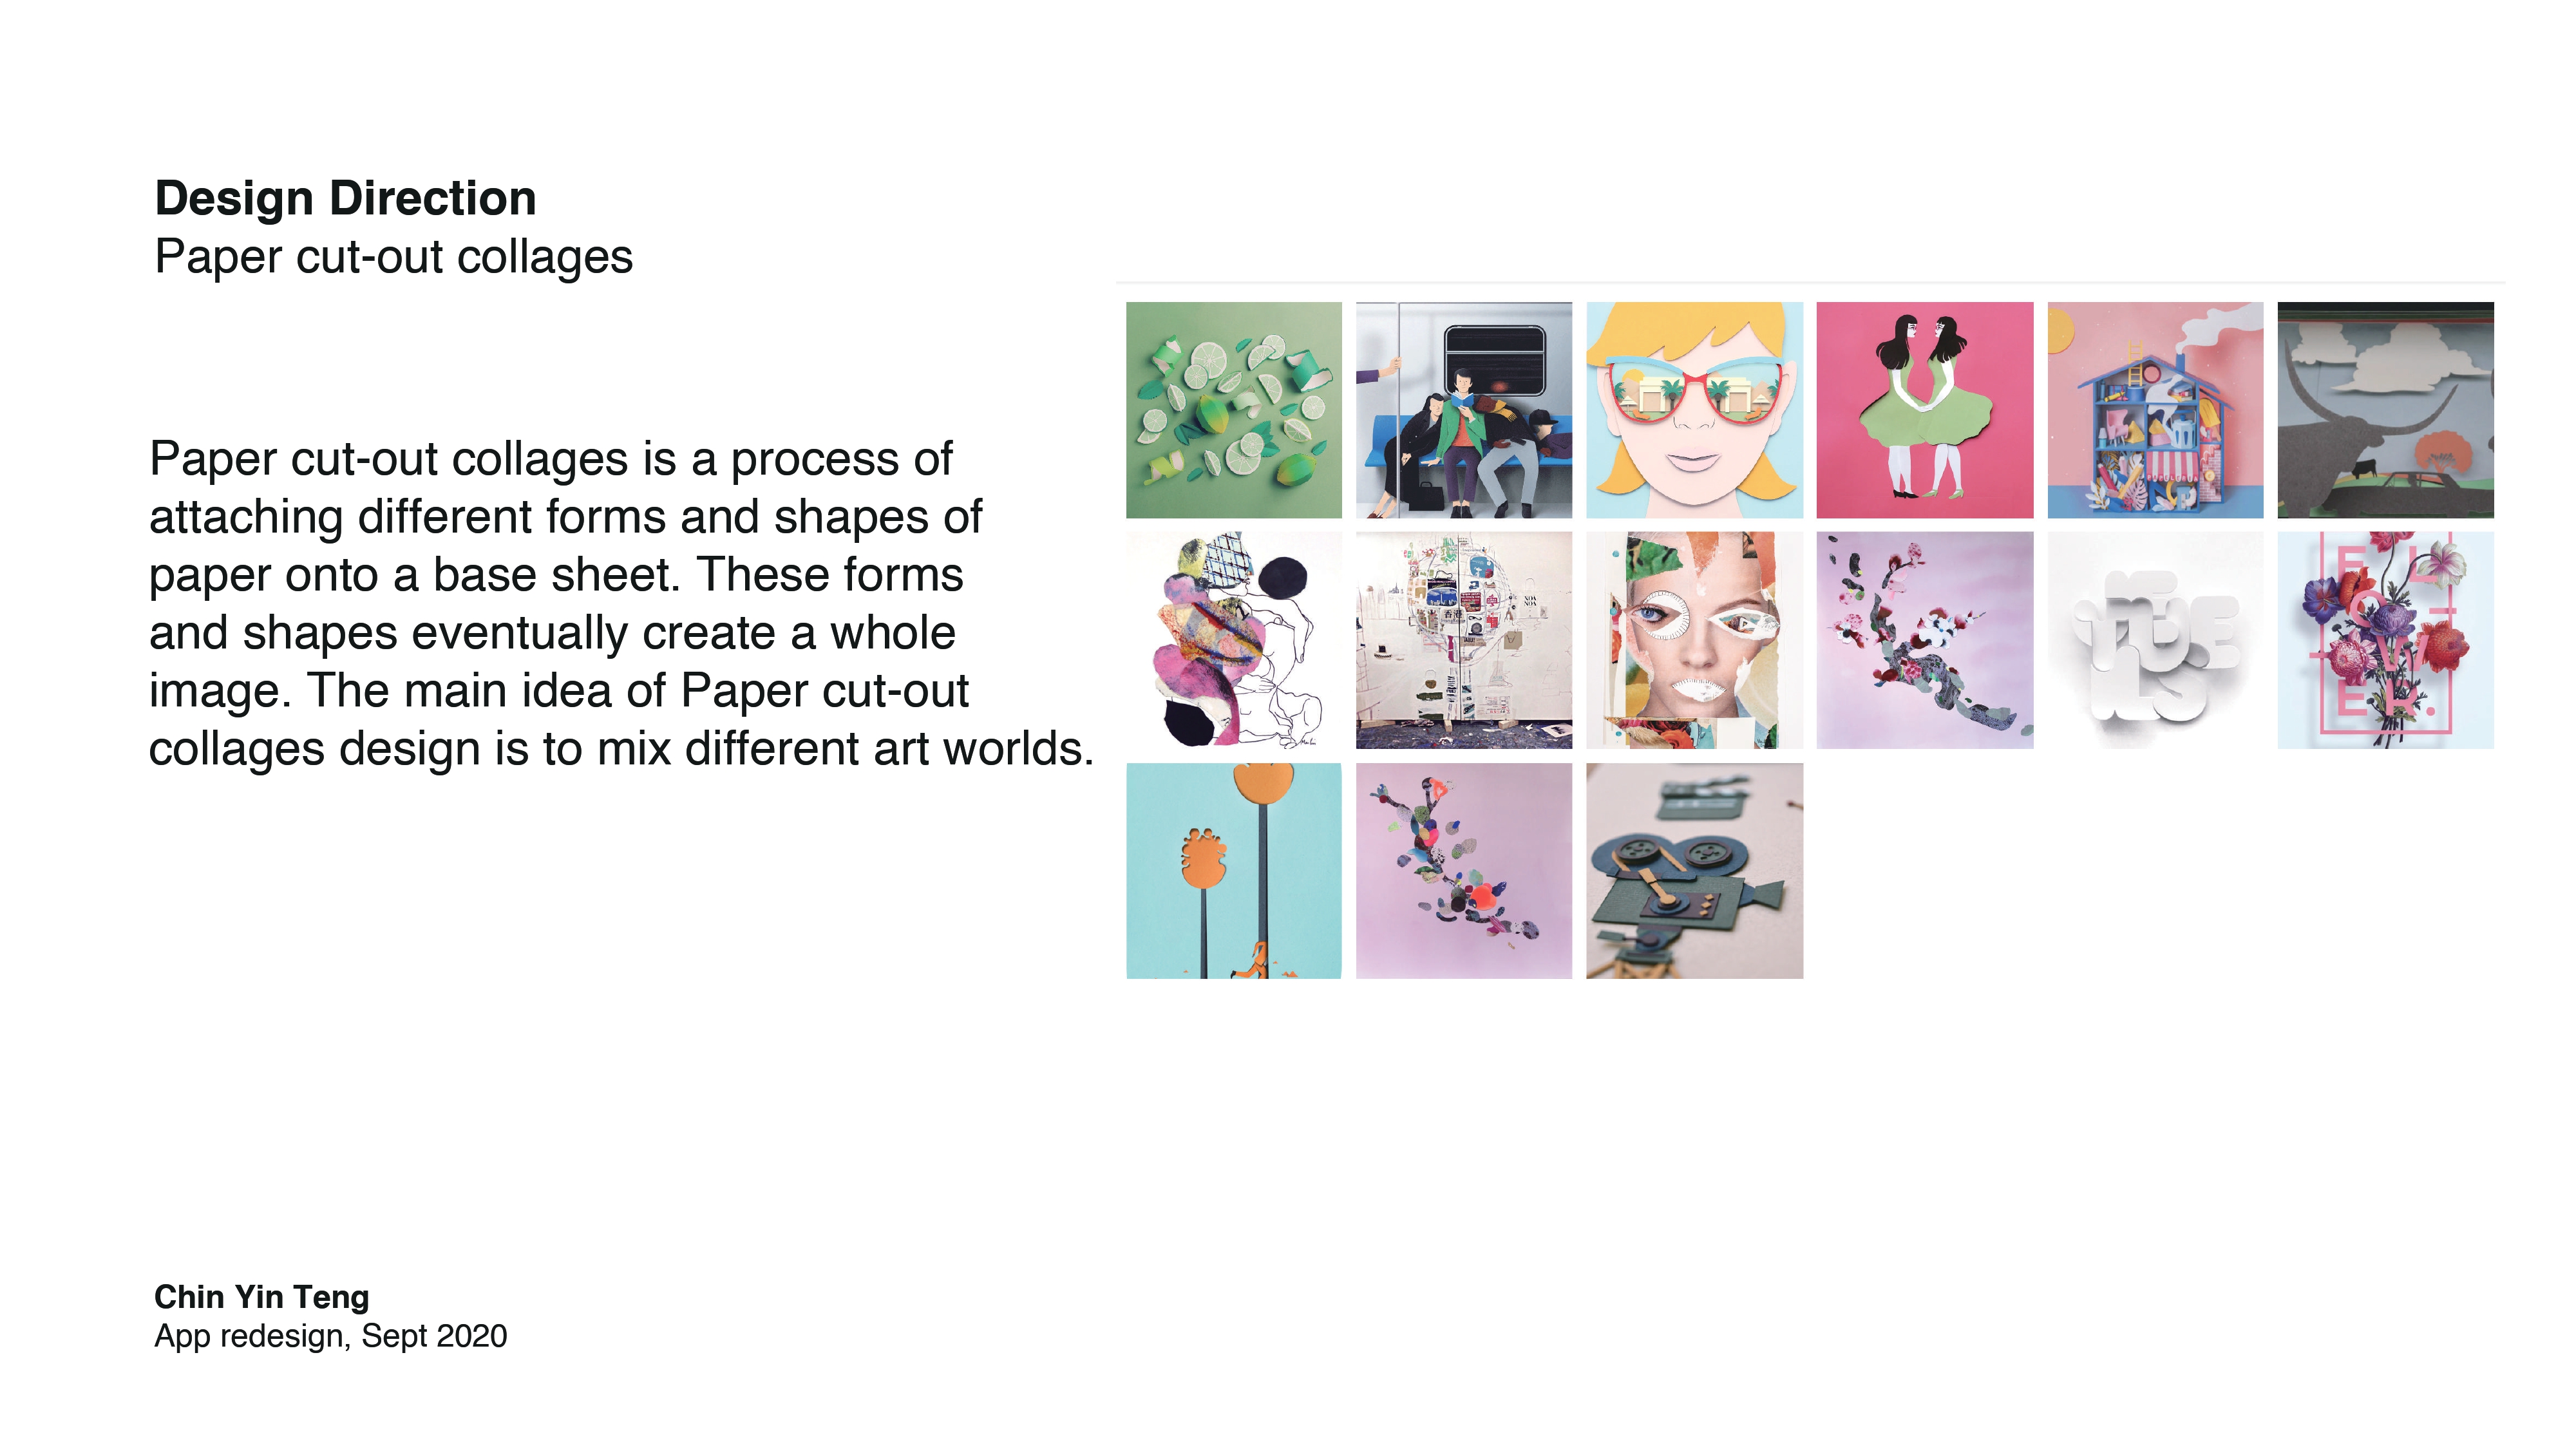 Design Direction
Paper cut-out collages
Paper cut-out collages is a process of
attaching different forms and shapes of
paper onto a base sheet. These forms
and shapes eventually create a whole
image. The main idea of Paper cut-out
collages design is to mix different art worlds.
F L
O
W
E R.
Chin Yin Teng
App redesign, Sept 2020